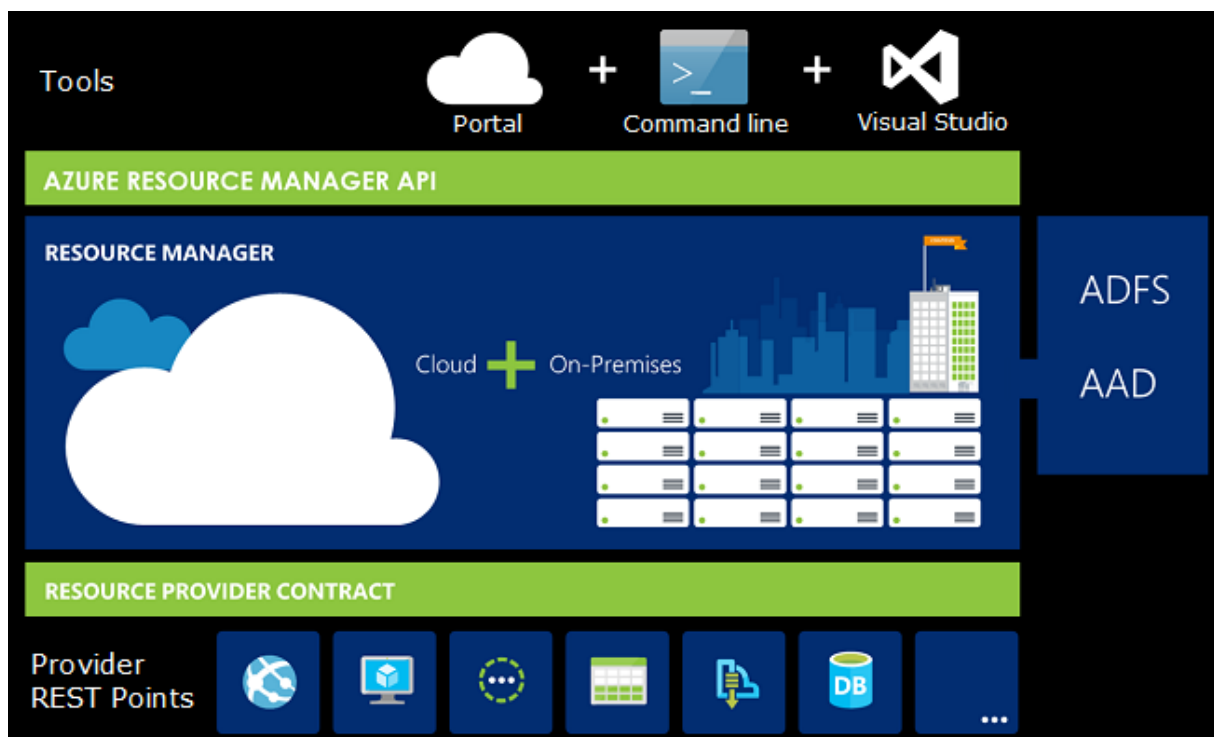 Tools
+ +
>_
Portal Command line Visual Studio
AZURE RESOURCE MANAGER API
RESOURCE MANAGER
Cloud + On-Premises
ADFS
AAD
RESOURCE PROVIDER CONTRACT
Provider
REST Points
DB
...